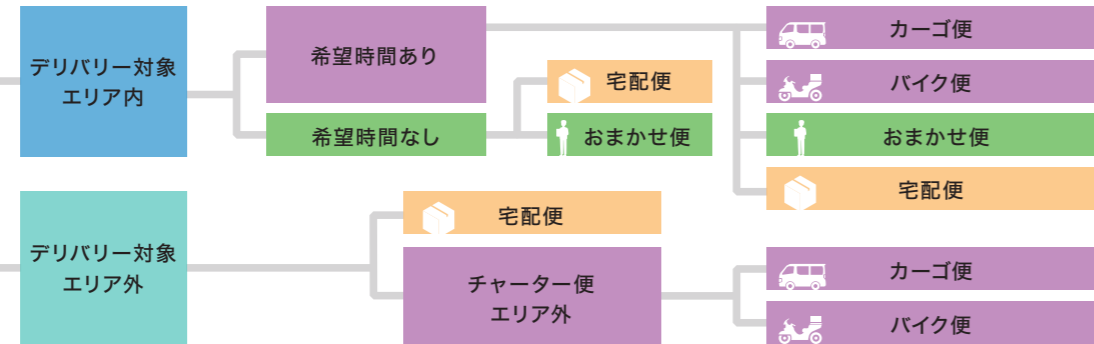 デリバリー対象
エリア内
希望時間あり
希望時間なし
宅配便
おまかせ便
カーゴ便
バイク便
おまかせ便
宅配便
デリバリー対象
エリア外
宅配便
チャーター便
エリア外
カーゴ便
バイク便